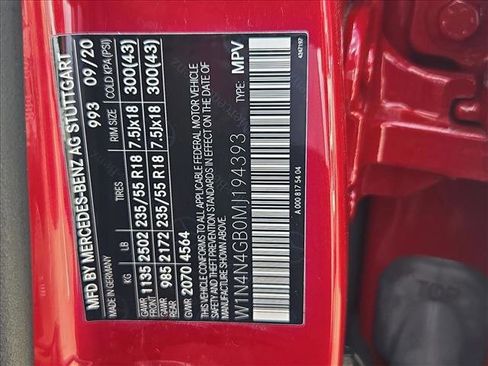 MFD BY MERCEDES-BENZ AG STUTTGART
MADE IN GERMANY 993 09/20
KG LB TIRES RIM SIZE COLD KPA(PSI)
GAWR FRONT 1135 2502 235/55 R18 7.5Jx18 300(43)
GAWR REAR 985 2172 235/55 R18 7.5Jx18 300(43)
GVWR 2070 4564
THIS VEHICLE CONFORMS TO ALL APPLICABLE FEDERAL MOTOR VEHICLE
SAFETY, BUMPER, AND THEFT PREVENTION STANDARDS IN EFFECT ON THE DATE OF
MANUFACTURE SHOWN ABOVE.
W1N4N4GB0MJ194393 TYPE: MPV
A 000 817 54 04